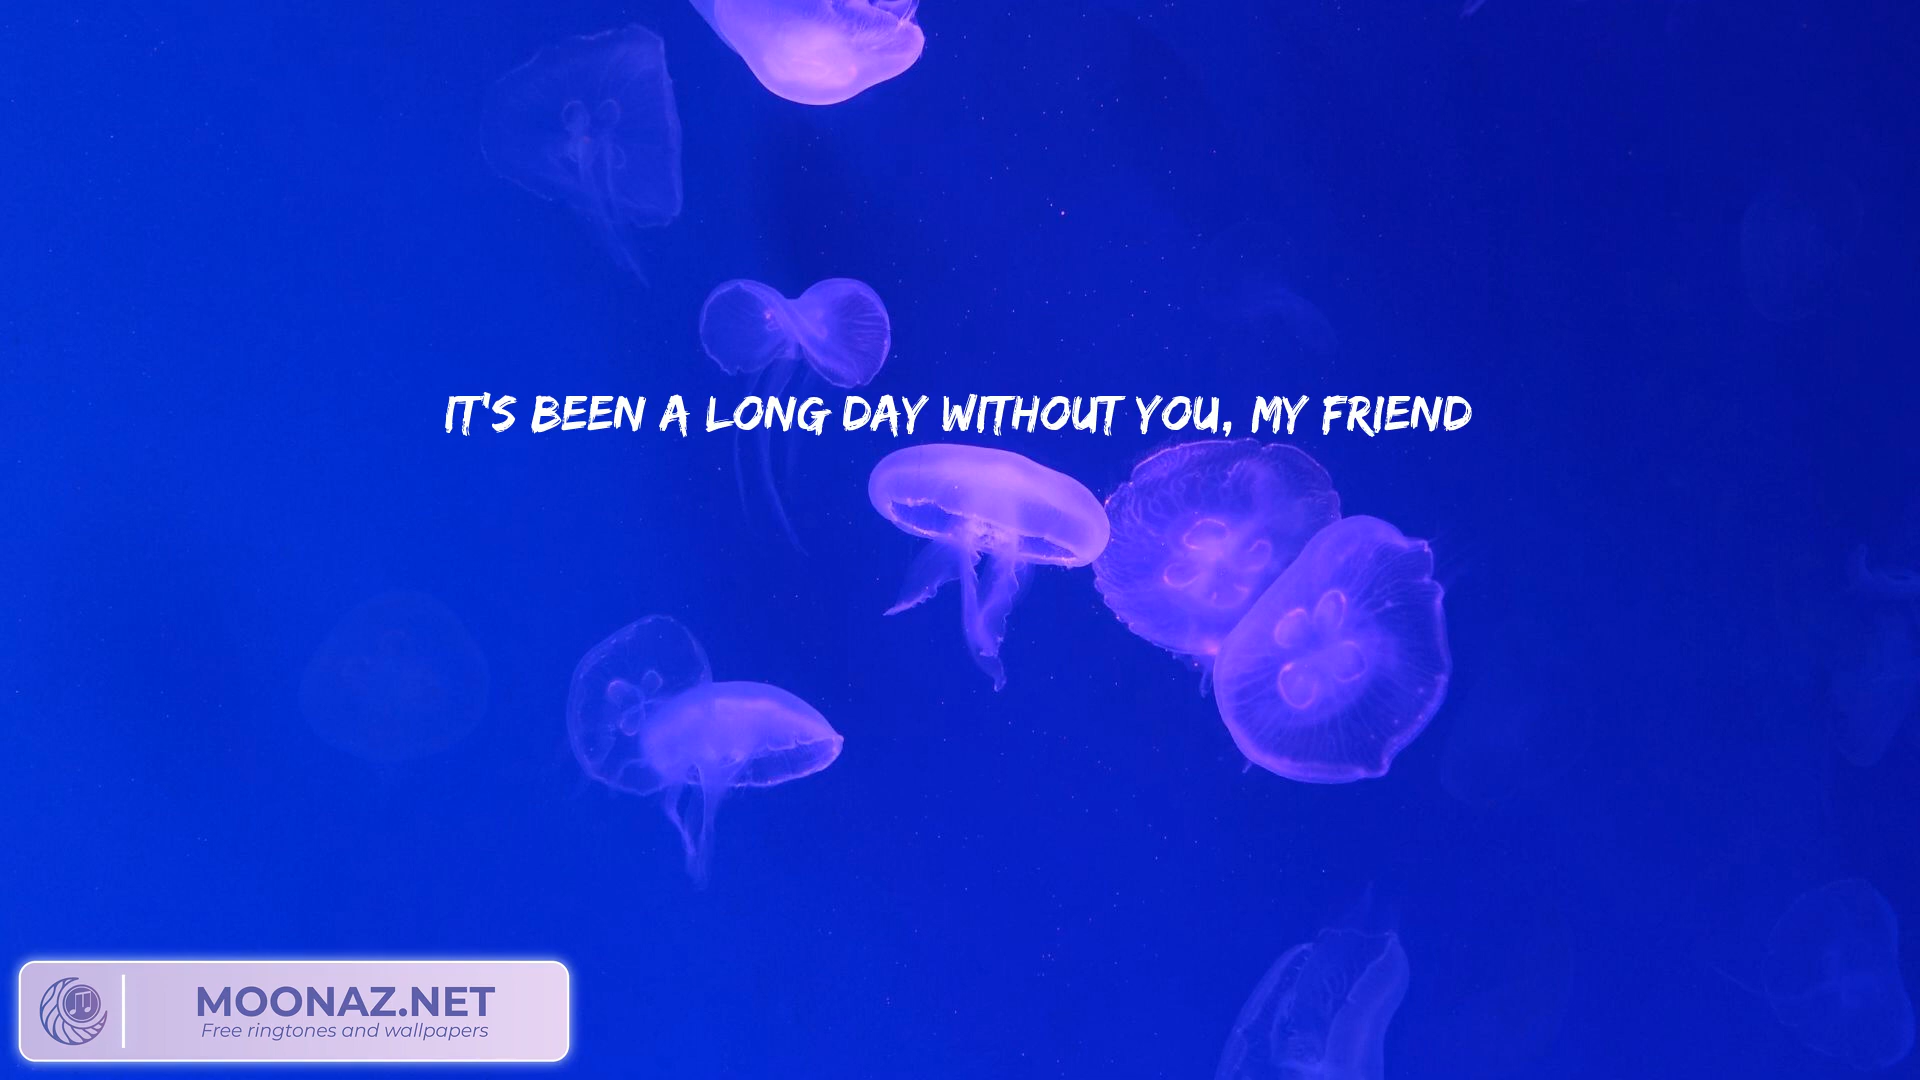 IT'S BEEN A LONG DAY WITHOUT YOU, MY FRIEND
MOONAZ.NET
Free ringtones and wallpapers